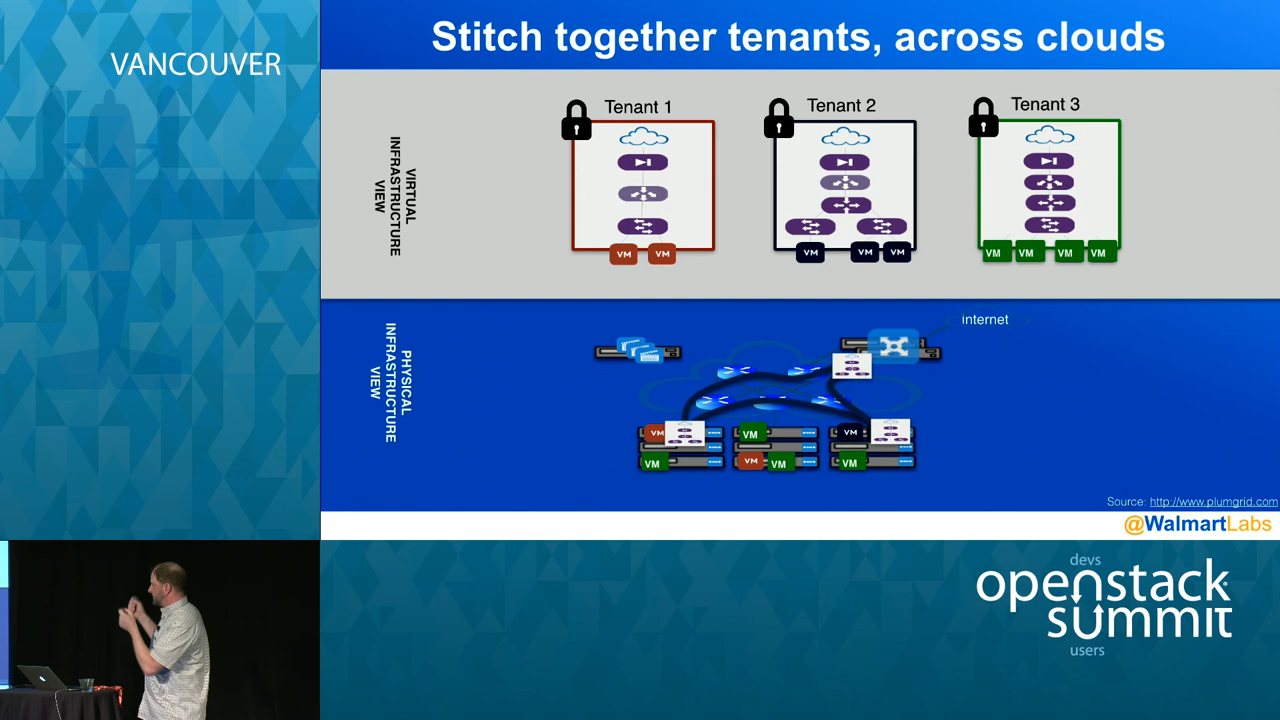 VANCOUVER
Stitch together tenants, across clouds
VIRTUAL
INFRASTRUCTURE
VIEW
Tenant 1
Tenant 2
Tenant 3
VM
VM
VM
VM
VM
VM
VM
VM
VM
PHYSICAL
INFRASTRUCTURE
VIEW
internet
VM
VM
VM
VM
VM
VM
VM
Source: http://www.plumgrid.com
@WalmartLabs
devs
openstack
summit
users